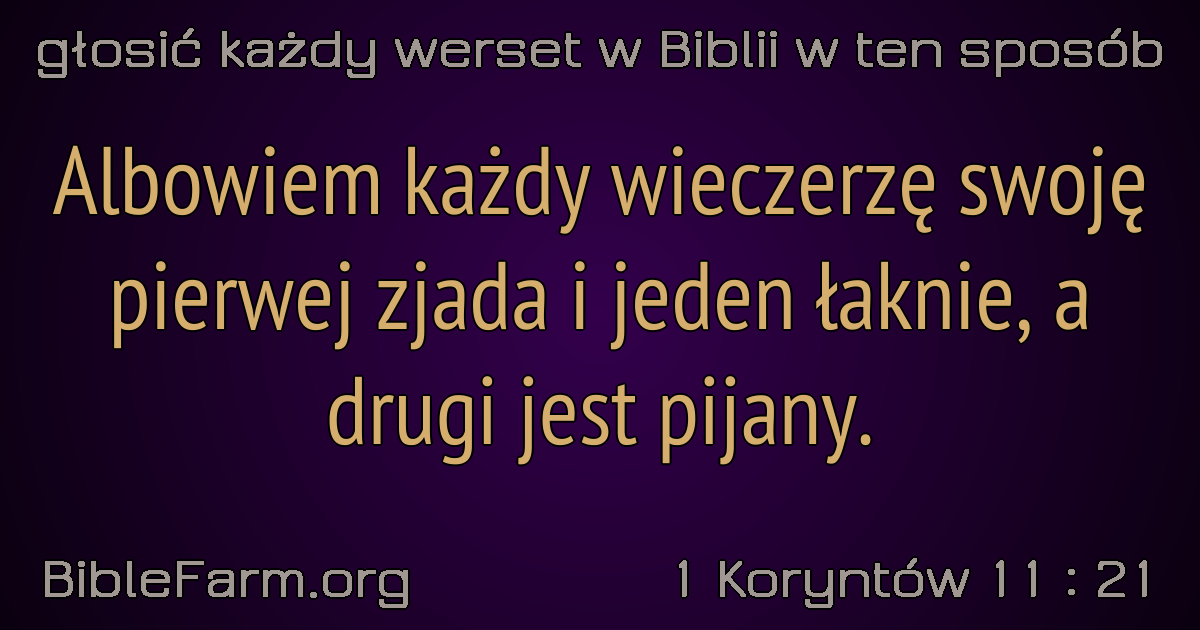 głosić każdy werset w Biblii w ten sposób
Albowiem każdy wieczerzę swoję
pierwej zjada i jeden łaknie, a
drugi jest pijany.
BibleFarm.org
1 Koryntów 11 : 21